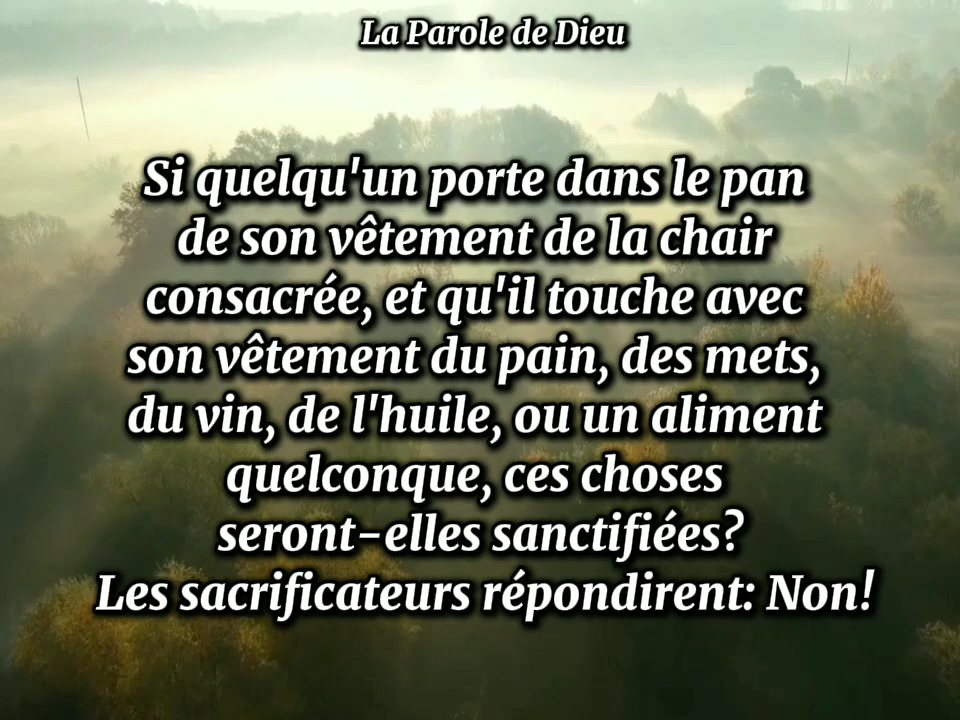 La Parole de Dieu
Si quelqu'un porte dans le pan
de son vêtement de la chair
consacrée, et qu'il touche avec
son vêtement du pain, des mets,
du vin, de l'huile, ou un aliment
quelconque, ces choses
seront-elles sanctifiées?
Les sacrificateurs répondirent: Non!